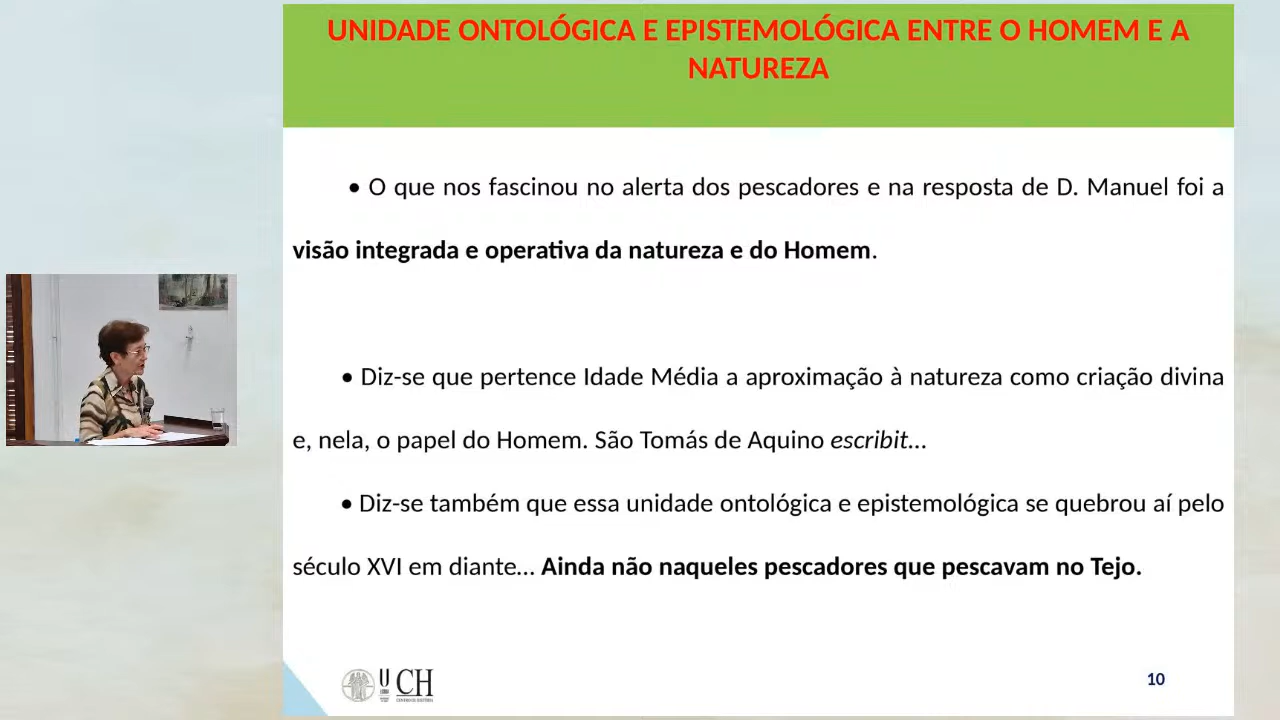 UNIDADE ONTOLÓGICA E EPISTEMOLÓGICA ENTRE O HOMEM E A
NATUREZA
• O que nos fascinou no alerta dos pescadores e na resposta de D. Manuel foi a
visão integrada e operativa da natureza e do Homem.
• Diz-se que pertence Idade Média a aproximação à natureza como criação divina
e, nela, o papel do Homem. São Tomás de Aquino escribit...
• Diz-se também que essa unidade ontológica e epistemológica se quebrou aí pelo
século XVI em diante... Ainda não naqueles pescadores que pescavam no Tejo.
U CH
10